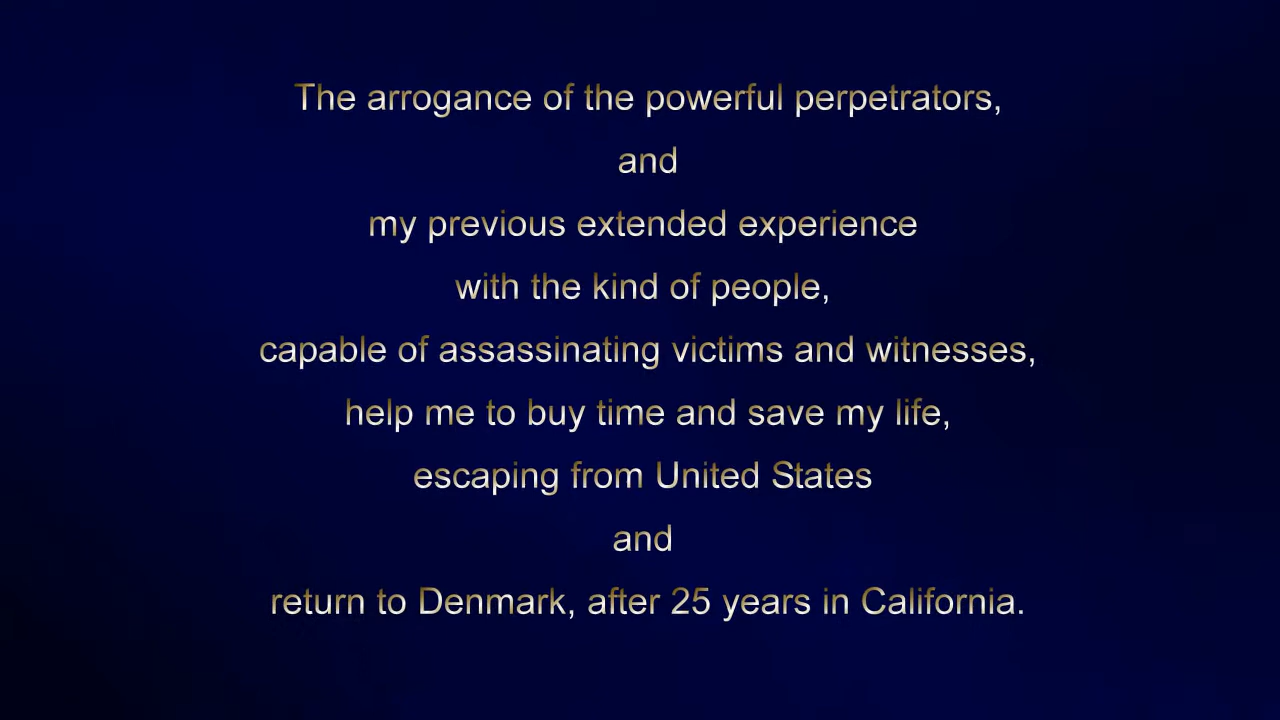 The arrogance of the powerful perpetrators,
and
my previous extended experience
with the kind of people,
capable of assassinating victims and witnesses,
help me to buy time and save my life,
escaping from United States
and
return to Denmark, after 25 years in California.